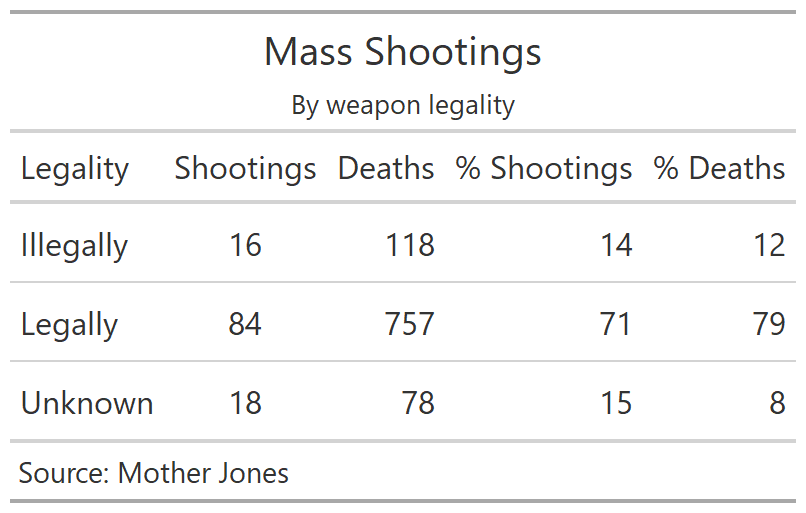 Mass Shootings
By weapon legality
Legality Shootings Deaths % Shootings % Deaths
Illegally 16 118 14 12
Legally 84 757 71 79
Unknown 18 78 15 8
Source: Mother Jones